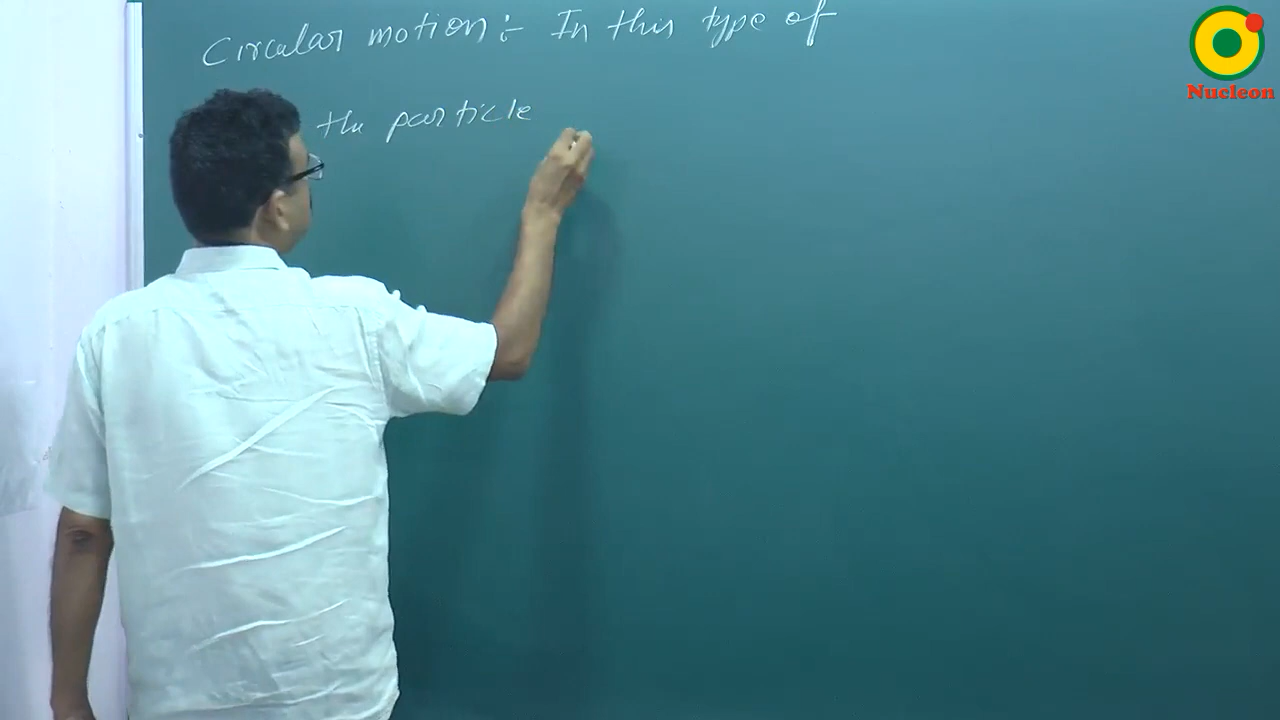 Circular motion :- In this type of
the particle
Nucleon